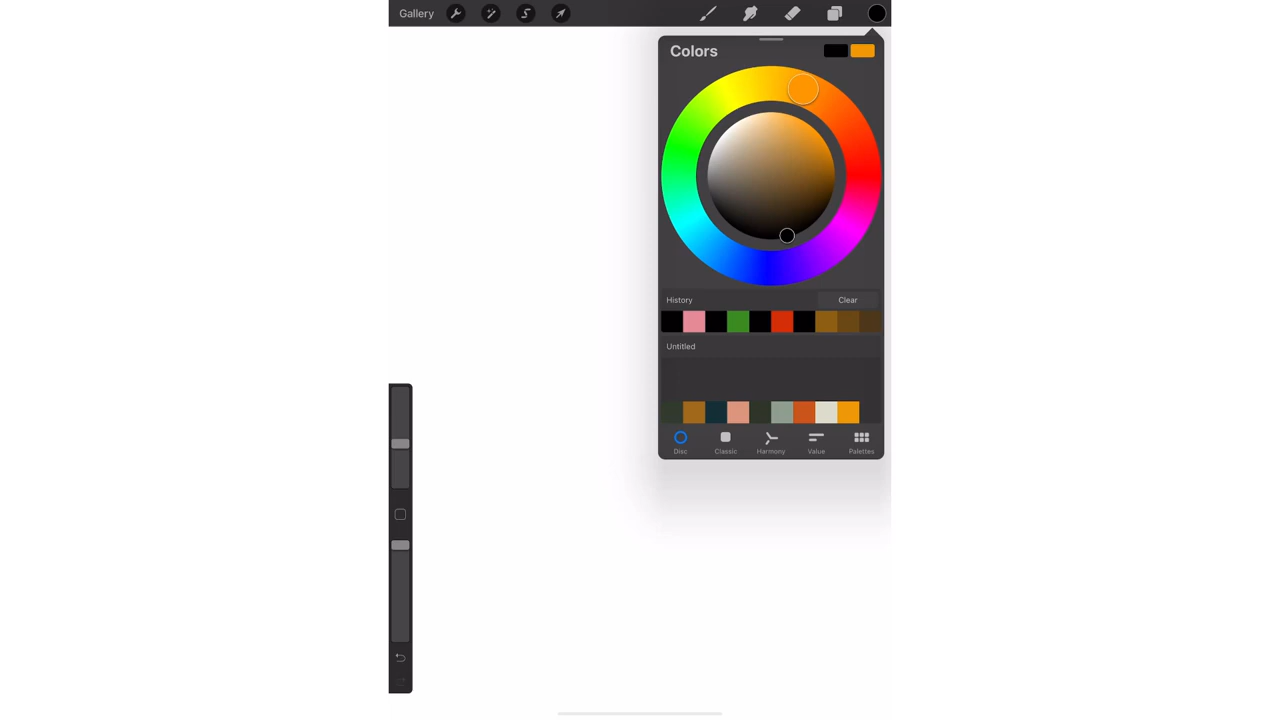 Gallery
Colors
History Clear
Untitled
Disc Classic Harmony Value Palettes